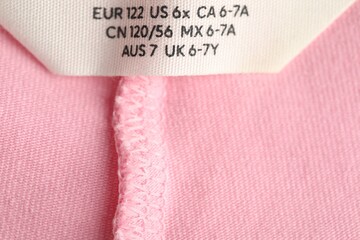 EUR 122 US 6x CA 6-7A
CN 120/56 MX 6-7A
AUS 7 UK 6-7Y